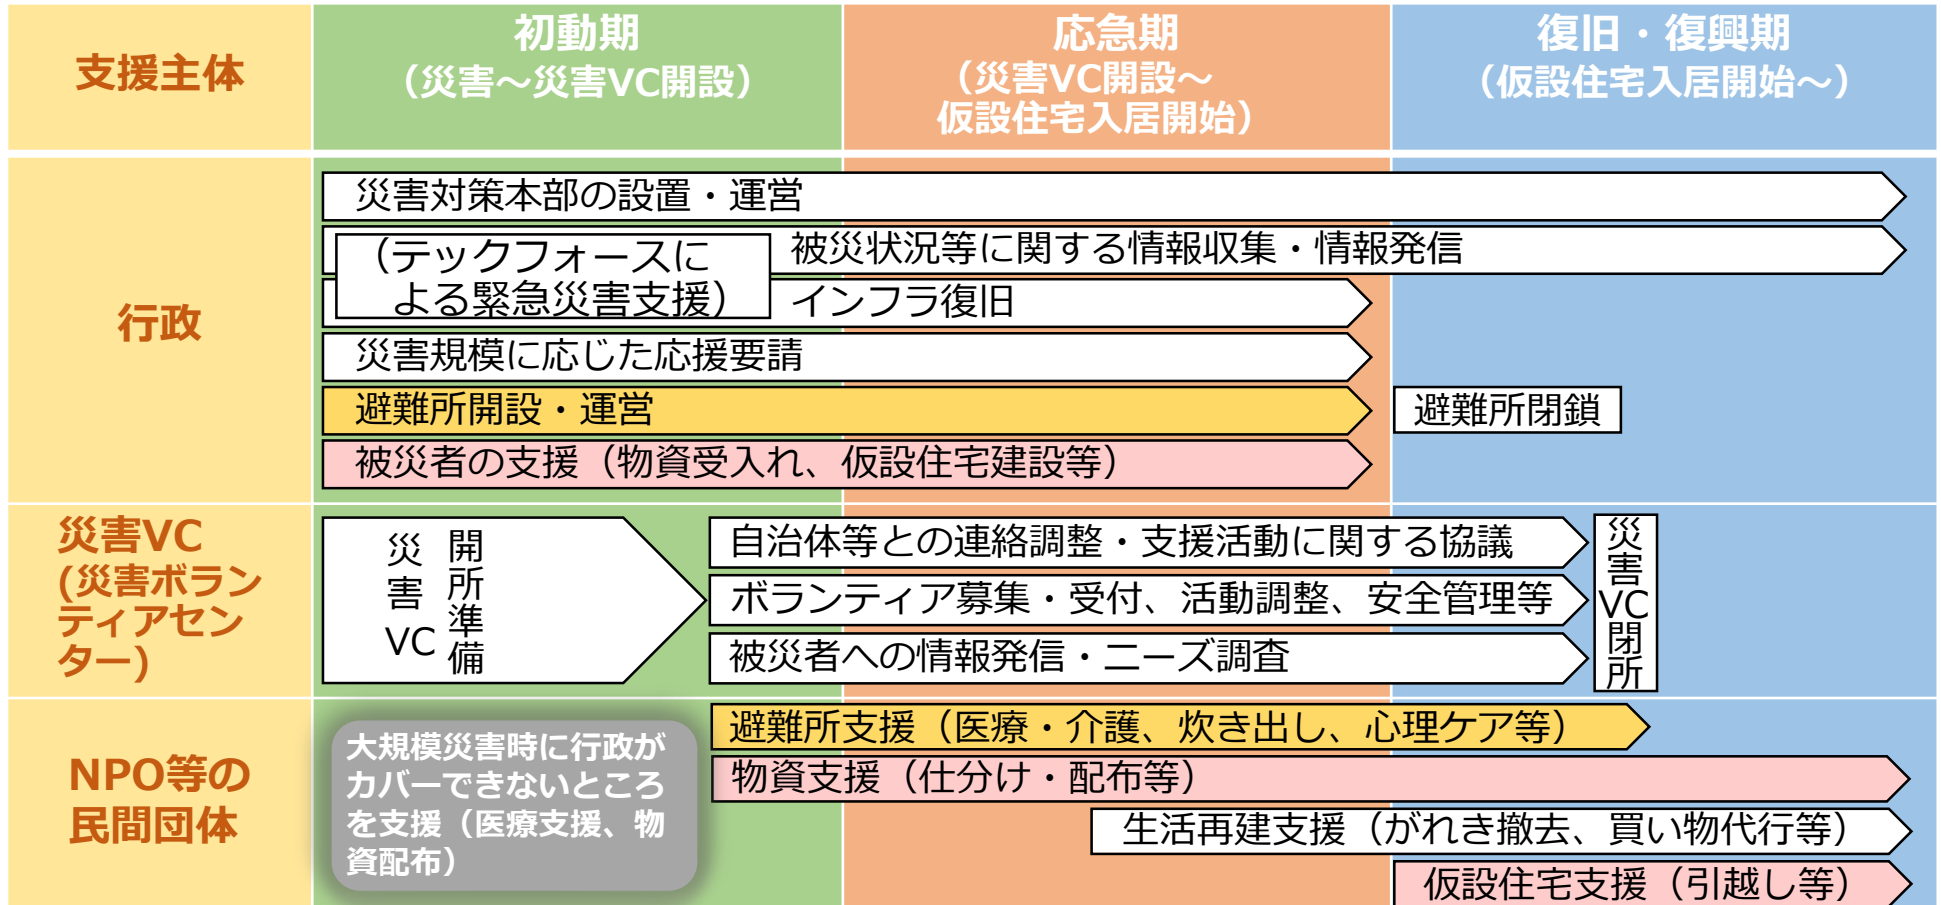 支援主体
初動期
（災害～災害VC開設）
応急期
（災害VC開設～
仮設住宅入居開始）
復旧・復興期
（仮設住宅入居開始～）
行政
災害対策本部の設置・運営
被災状況等に関する情報収集・情報発信
（テックフォースに
よる緊急災害支援）
インフラ復旧
災害規模に応じた応援要請
避難所開設・運営
避難所閉鎖
被災者の支援（物資受入れ、仮設住宅建設等）
災害VC
(災害ボラン
ティアセン
ター)
災害VC
開所準備
自治体等との連絡調整・支援活動に関する協議
ボランティア募集・受付、活動調整、安全管理等
被災者への情報発信・ニーズ調査
災害VC閉所
NPO等の
民間団体
大規模災害時に行政が
カバーできないところ
を支援（医療支援、物
資配布）
避難所支援（医療・介護、炊き出し、心理ケア等）
物資支援（仕分け・配布等）
生活再建支援（がれき撤去、買い物代行等）
仮設住宅支援（引越し等）